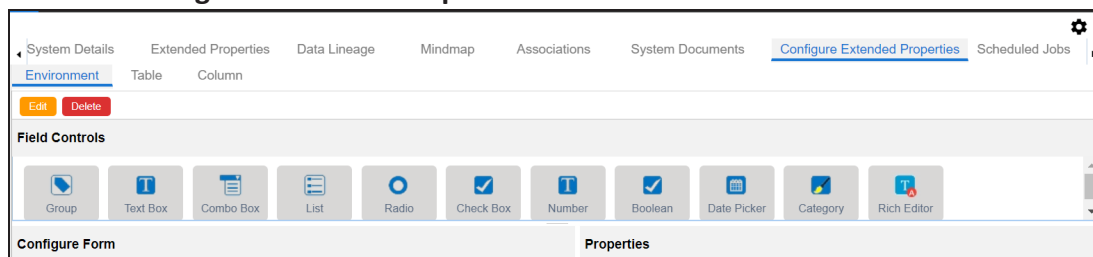 System Details Extended Properties Data Lineage Mindmap Associations System Documents Configure Extended Properties Scheduled Jobs
Environment Table Column
Edit Delete
Field Controls
Group Text Box Combo Box List Radio Check Box Number Boolean Date Picker Category Rich Editor
Configure Form Properties